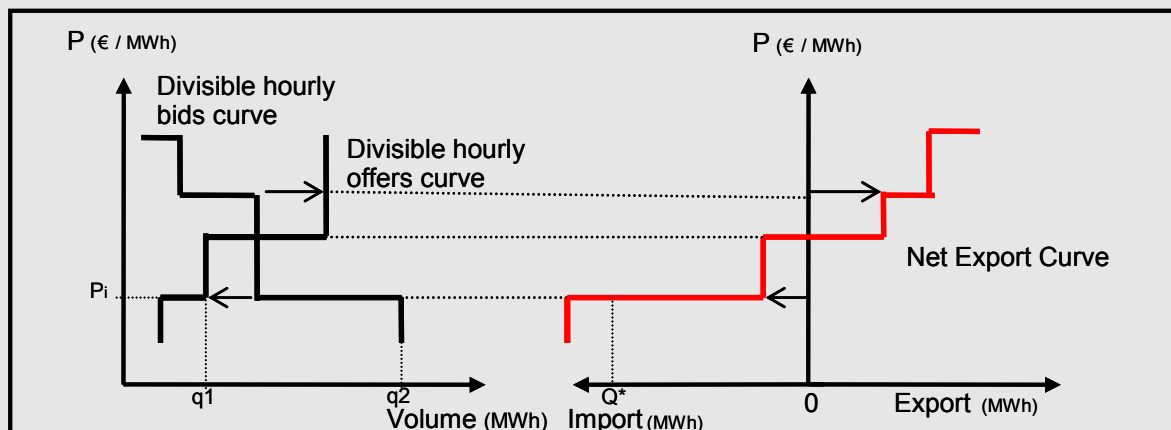 P (€ / MWh)
P (€ / MWh)
Divisible hourly
bids curve
Divisible hourly
offers curve
Net Export Curve
Pi
q1
q2
Volume (MWh)
Import (MWh)
Q*
0
Export (MWh)